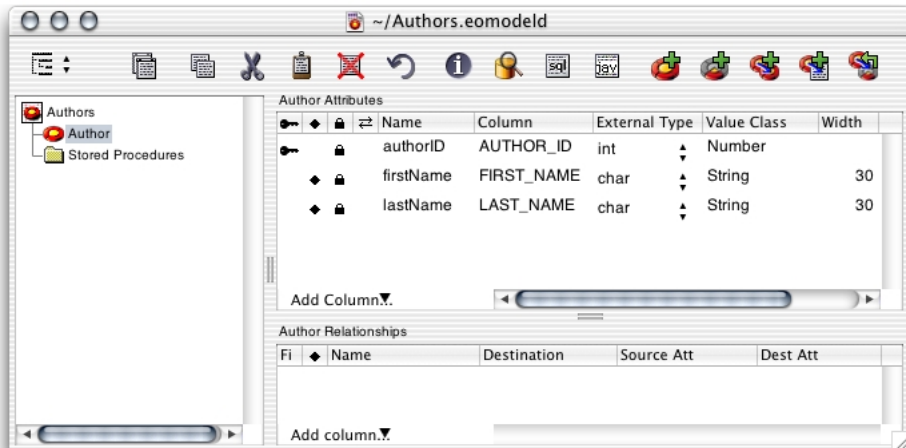 ~/Authors.eomodeld
sql
jav
Authors
Author
Stored Procedures
Author Attributes
Name Column External Type Value Class Width
authorID AUTHOR_ID int Number
firstName FIRST_NAME char String 30
lastName LAST_NAME char String 30
Add Column...
Author Relationships
Fi Name Destination Source Att Dest Att
Add column...